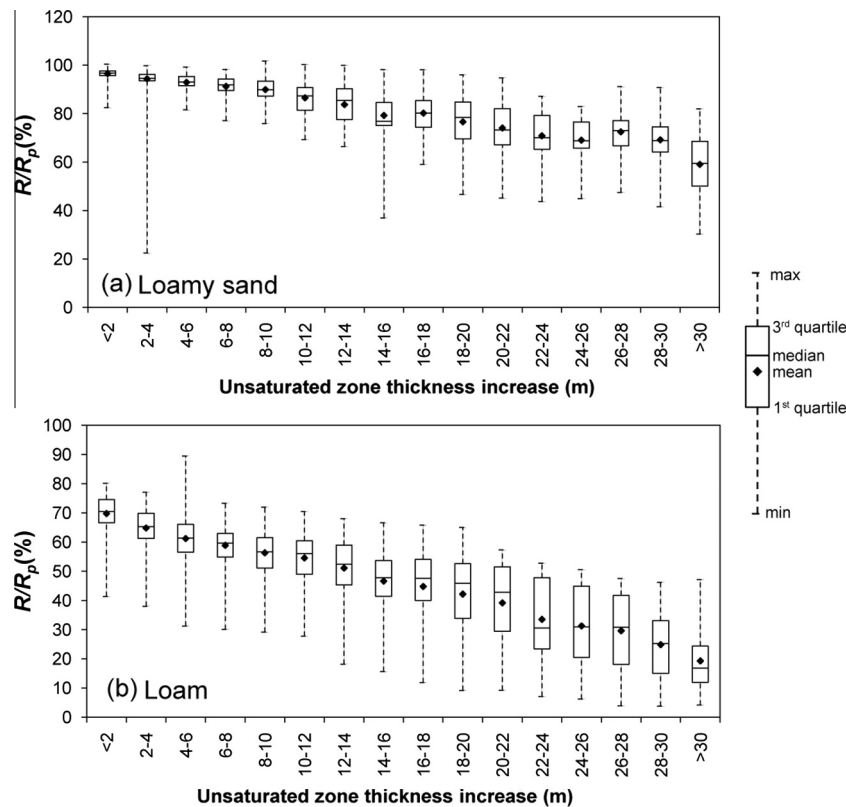 120
100
80
60
40
20
0
R/Rp(%)
(a) Loamy sand
<2 2-4 4-6 6-8 8-10 10-12 12-14 14-16 16-18 18-20 20-22 22-24 24-26 26-28 28-30 >30
Unsaturated zone thickness increase (m)
max
3rd quartile
median
mean
1st quartile
min
100
90
80
70
60
50
40
30
20
10
0
R/Rp(%)
(b) Loam
<2 2-4 4-6 6-8 8-10 10-12 12-14 14-16 16-18 18-20 20-22 22-24 24-26 26-28 28-30 >30
Unsaturated zone thickness increase (m)